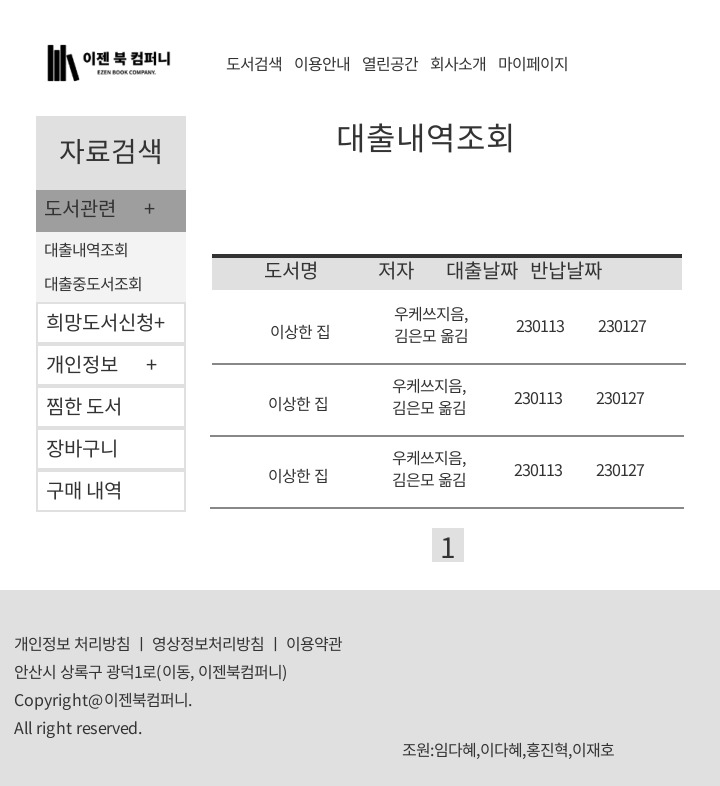 이젠 북 컴퍼니
EZEN BOOK COMPANY.
도서검색 이용안내 열린공간 회사소개 마이페이지
자료검색
도서관련 +
대출내역조회
대출중도서조회
희망도서신청+
개인정보 +
찜한 도서
장바구니
구매 내역
대출내역조회
도서명 저자 대출날짜 반납날짜
이상한 집
우케쓰지음,
김은모 옮김
230113 230127
이상한 집
우케쓰지음,
김은모 옮김
230113 230127
이상한 집
우케쓰지음,
김은모 옮김
230113 230127
1
개인정보 처리방침 ㅣ 영상정보처리방침 ㅣ 이용약관
안산시 상록구 광덕1로(이동, 이젠북컴퍼니)
Copyright@이젠북컴퍼니.
All right reserved.
조원:임다혜,이다혜,홍진혁,이재호